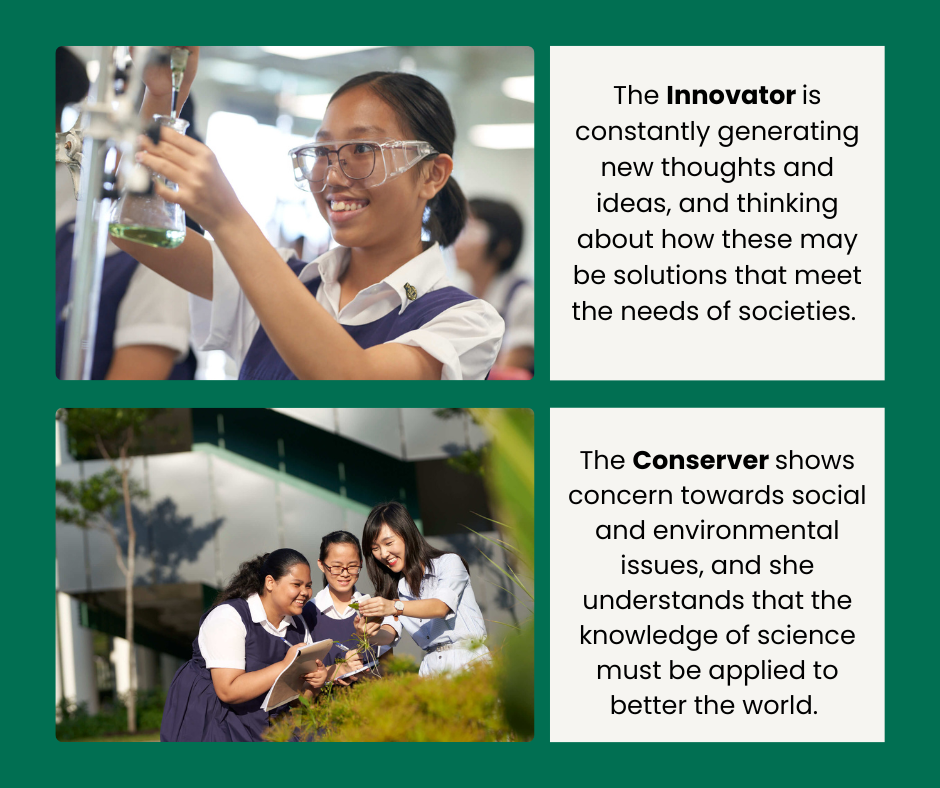 The Innovator is
constantly generating
new thoughts and
ideas, and thinking
about how these may
be solutions that meet
the needs of societies.
The Conserver shows
concern towards social
and environmental
issues, and she
understands that the
knowledge of science
must be applied to
better the world.